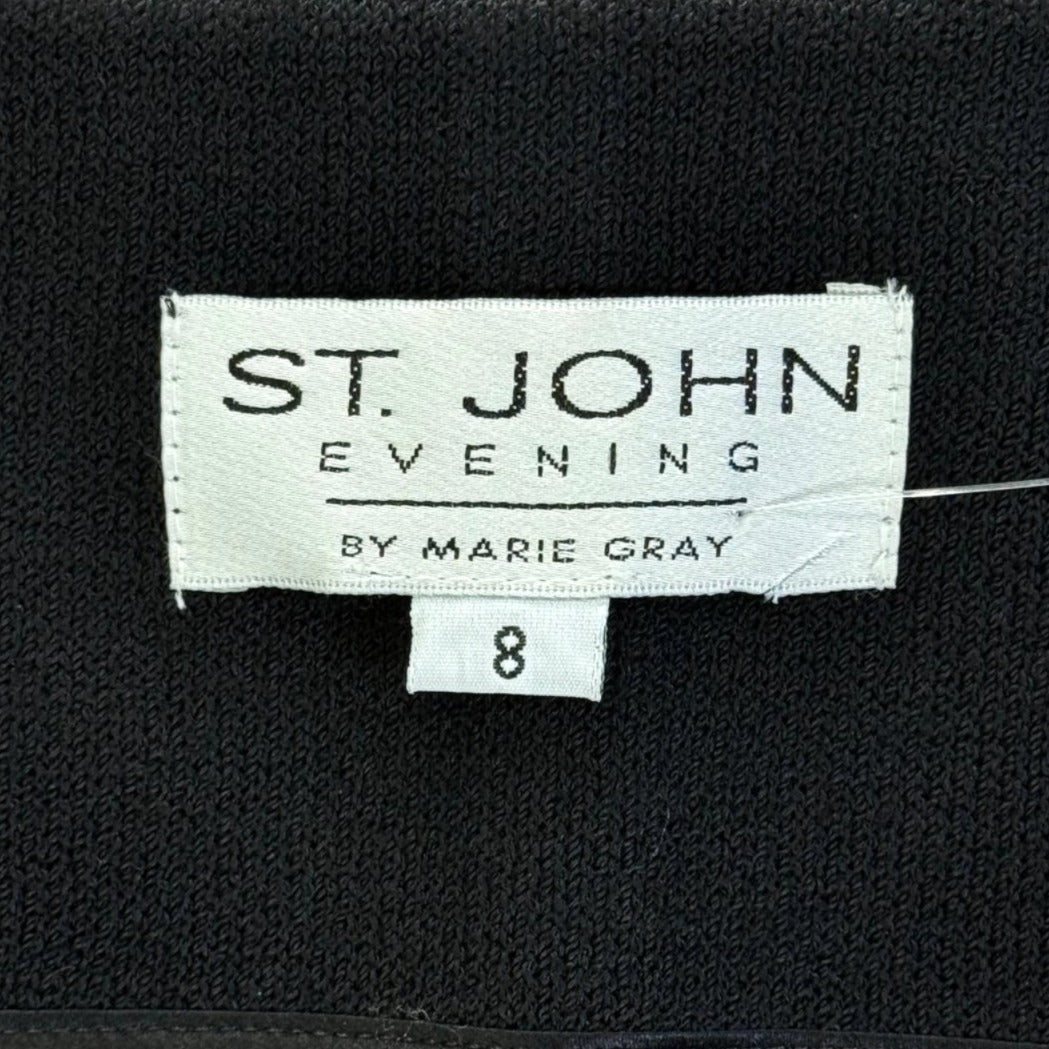 ST. JOHN
EVENING
BY MARIE GRAY
8